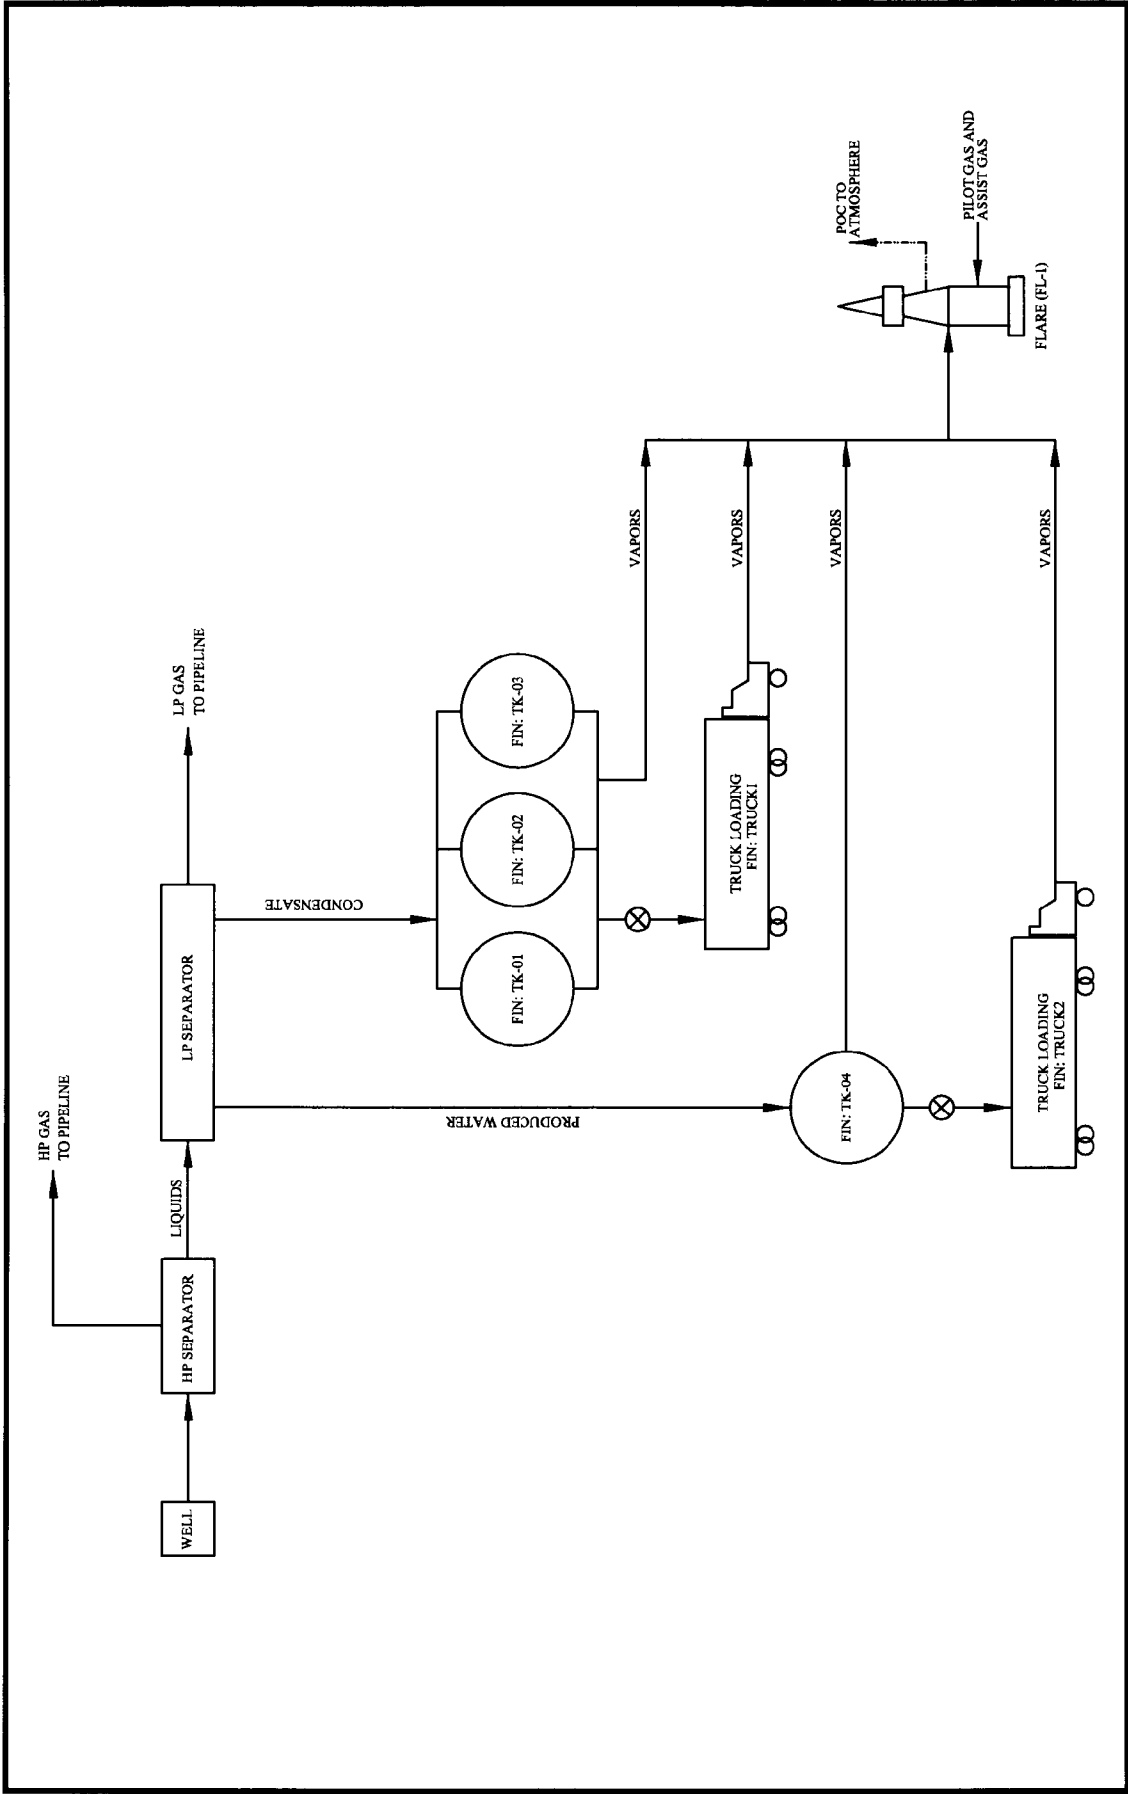 WELL
HP SEPARATOR
HP GAS
TO PIPELINE
LIQUIDS
LP SEPARATOR
LP GAS
TO PIPELINE
PRODUCED WATER
CONDENSATE
FIN: TK-01
FIN: TK-02
FIN: TK-03
VAPORS
TRUCK LOADING
FIN: TRUCK1
VAPORS
FIN: TK-04
VAPORS
TRUCK LOADING
FIN: TRUCK2
VAPORS
POC TO
ATMOSPHERE
PILOT GAS AND
ASSIST GAS
FLARE (FL-1)